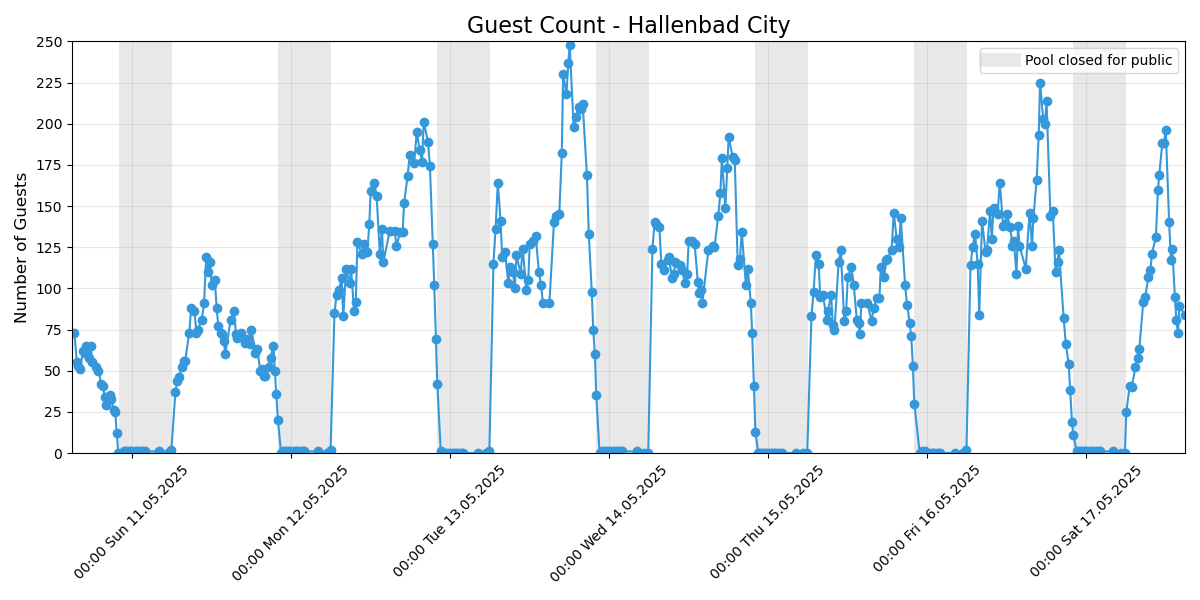 Guest Count - Hallenbad City
Pool closed for public
Number of Guests
250
225
200
175
150
125
100
75
50
25
0
00:00 Sun 11.05.2025
00:00 Mon 12.05.2025
00:00 Tue 13.05.2025
00:00 Wed 14.05.2025
00:00 Thu 15.05.2025
00:00 Fri 16.05.2025
00:00 Sat 17.05.2025